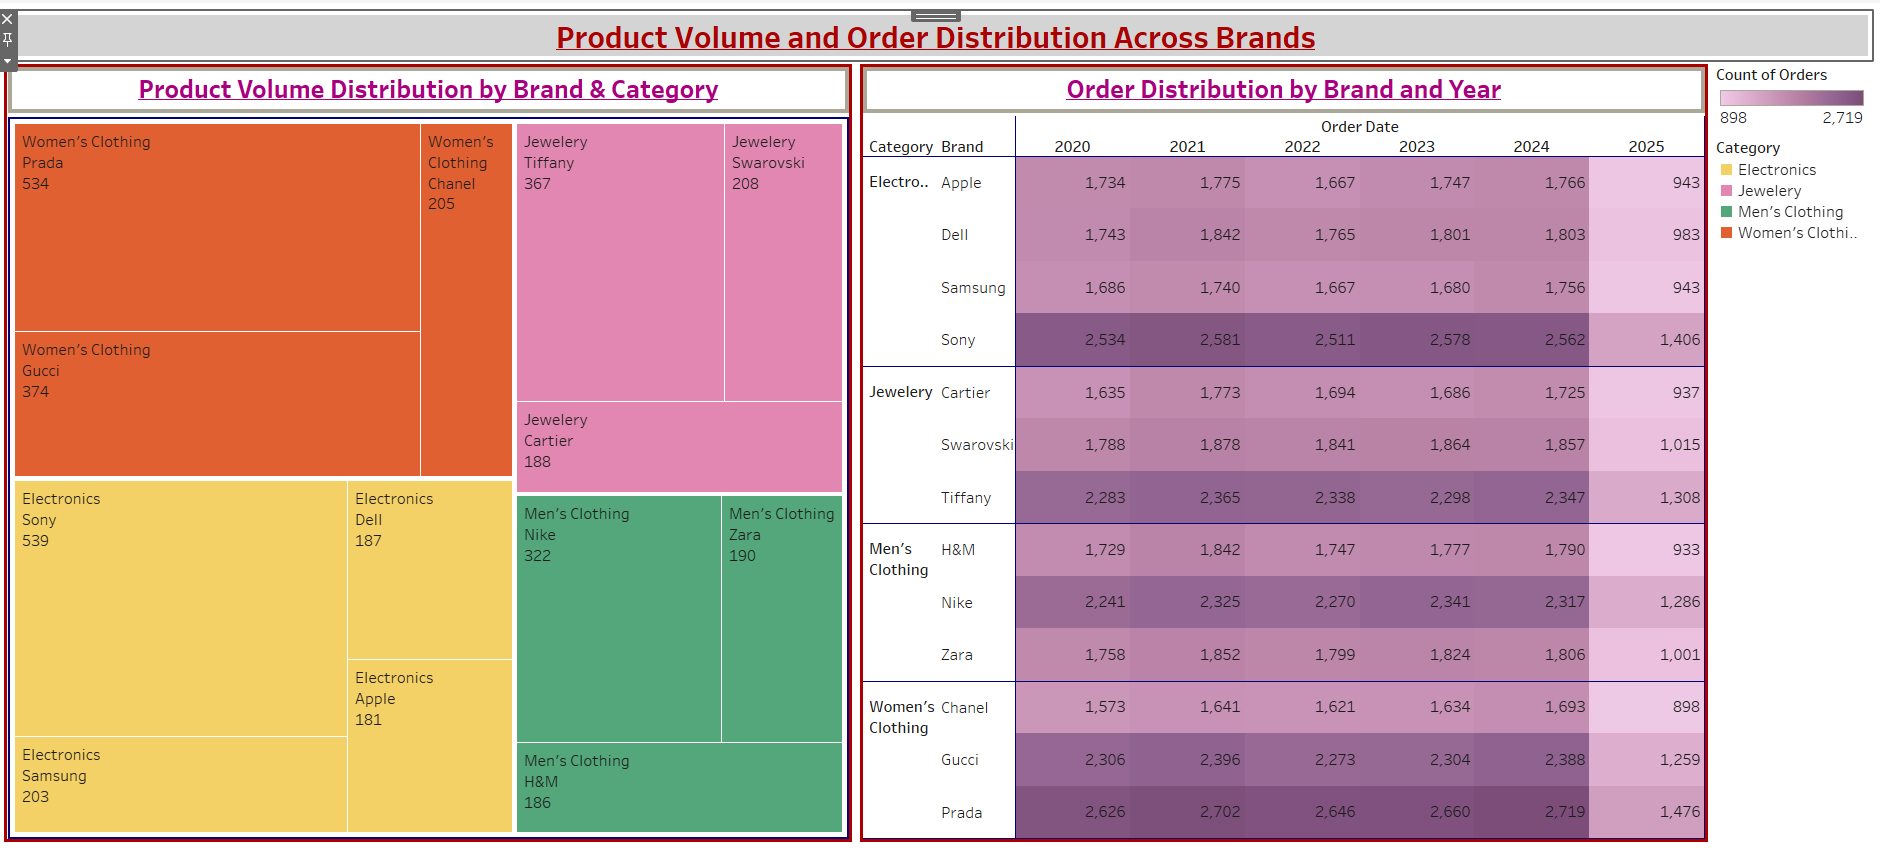 Product Volume and Order Distribution Across Brands
Product Volume Distribution by Brand & Category
Women's Clothing
Prada
534
Women's
Clothing
Chanel
205
Women's Clothing
Gucci
374
Jewelery
Tiffany
367
Jewelery
Swarovski
208
Jewelery
Cartier
188
Electronics
Sony
539
Electronics
Dell
187
Electronics
Apple
181
Electronics
Samsung
203
Men's Clothing
Nike
322
Men's Clothing
Zara
190
Men's Clothing
H&M
186
Order Distribution by Brand and Year
Order Date
Category Brand 2020 2021 2022 2023 2024 2025
Electro.. Apple 1,734 1,775 1,667 1,747 1,766 943
Dell 1,743 1,842 1,765 1,801 1,803 983
Samsung 1,686 1,740 1,667 1,680 1,756 943
Sony 2,534 2,581 2,511 2,578 2,562 1,406
Jewelery Cartier 1,635 1,773 1,694 1,686 1,725 937
Swarovski 1,788 1,878 1,841 1,864 1,857 1,015
Tiffany 2,283 2,365 2,338 2,298 2,347 1,308
Men's H&M 1,729 1,842 1,747 1,777 1,790 933
Clothing
Nike 2,241 2,325 2,270 2,341 2,317 1,286
Zara 1,758 1,852 1,799 1,824 1,806 1,001
Women's Chanel 1,573 1,641 1,621 1,634 1,693 898
Clothing
Gucci 2,306 2,396 2,273 2,304 2,388 1,259
Prada 2,626 2,702 2,646 2,660 2,719 1,476
Count of Orders
898 2,719
Category
Electronics
Jewelery
Men's Clothing
Women's Clothi..